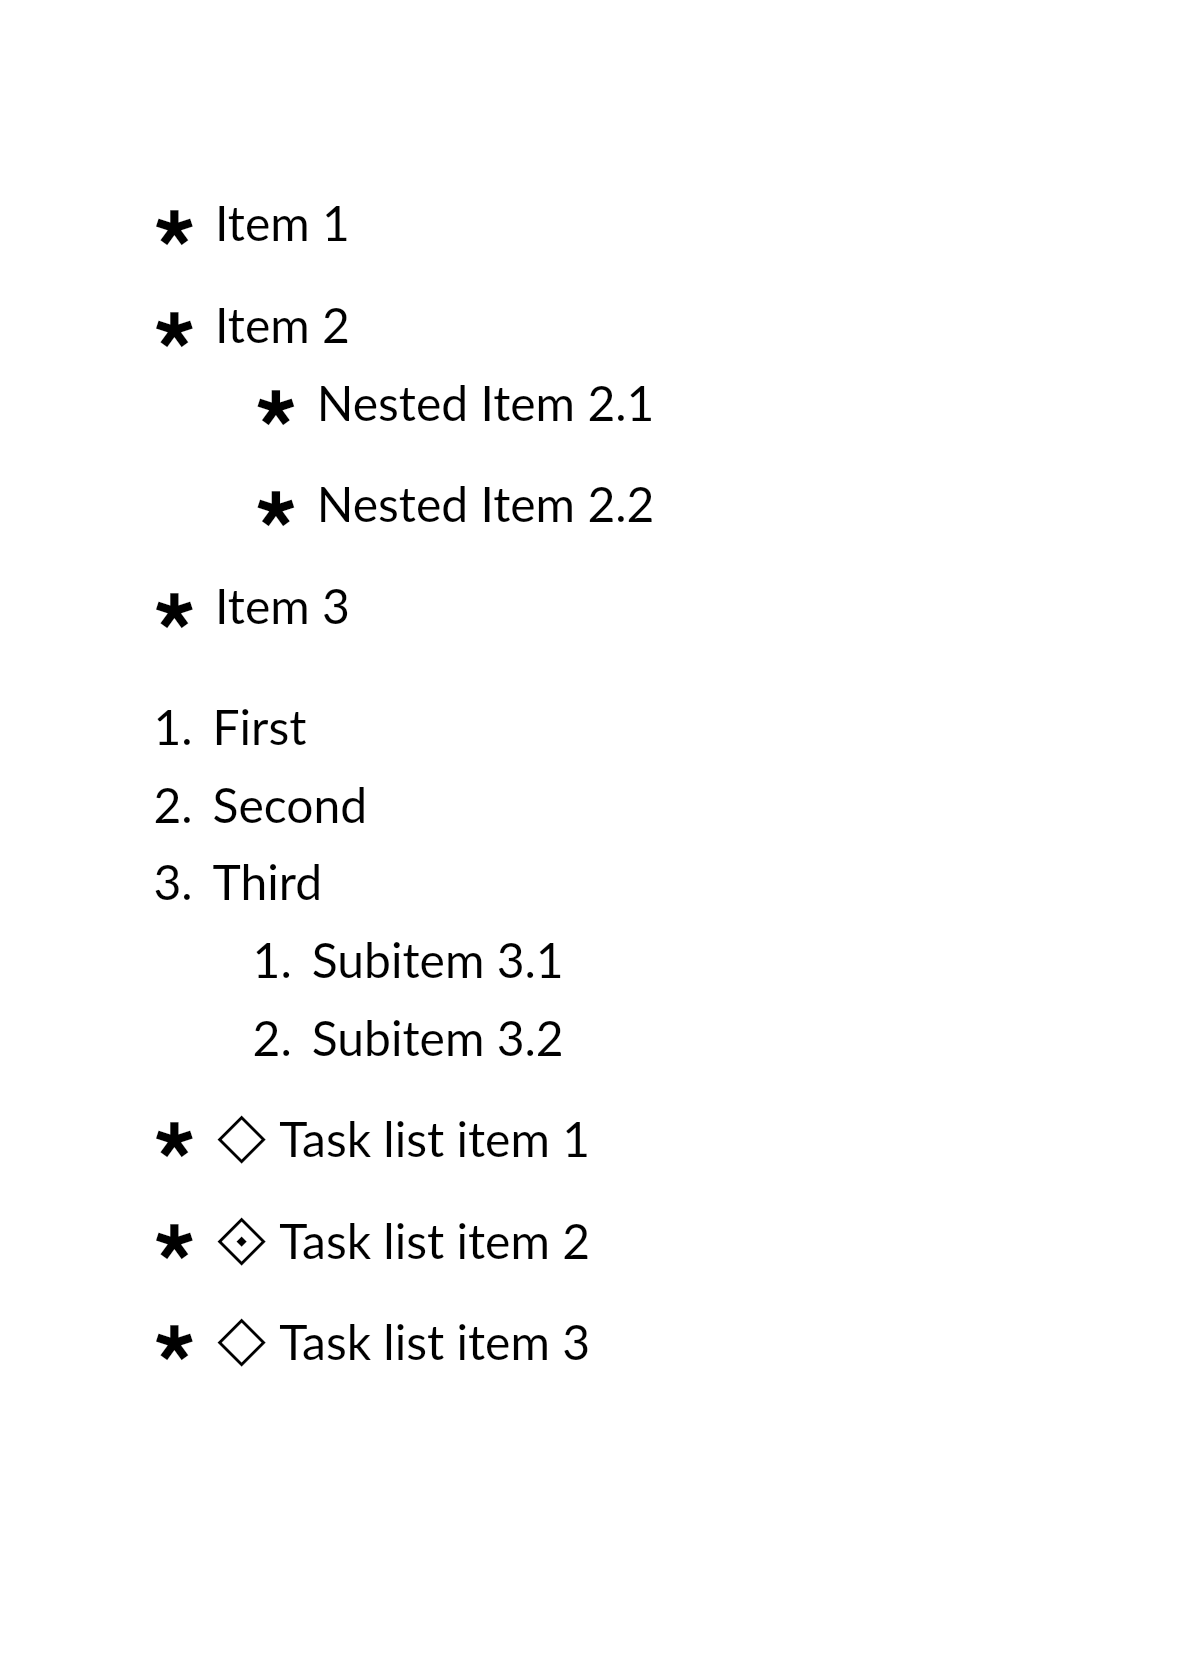 * Item 1
* Item 2
* Nested Item 2.1
* Nested Item 2.2
* Item 3
1. First
2. Second
3. Third
1. Subitem 3.1
2. Subitem 3.2
* ◇ Task list item 1
* ⟐ Task list item 2
* ◇ Task list item 3